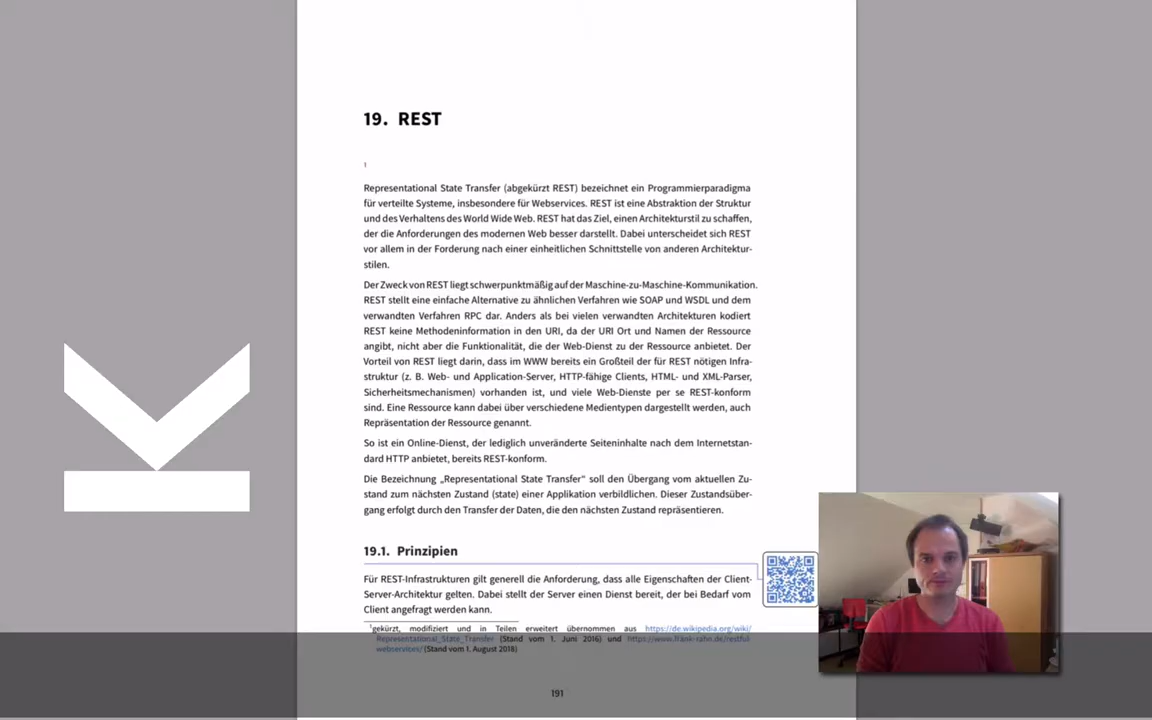 19. REST
1
Representational State Transfer (abgekürzt REST) bezeichnet ein Programmierparadigma
für verteilte Systeme, insbesondere für Webservices. REST ist eine Abstraktion der Struktur
und des Verhaltens des World Wide Web. REST hat das Ziel, einen Architekturstil zu schaffen,
der die Anforderungen des modernen Web besser darstellt. Dabei unterscheidet sich REST
vor allem in der Forderung nach einer einheitlichen Schnittstelle von anderen Architektur-
stilen.
Der Zweck von REST liegt schwerpunktmäßig auf der Maschine-zu-Maschine-Kommunikation.
REST stellt eine einfache Alternative zu ähnlichen Verfahren wie SOAP und WSDL und dem
verwandten Verfahren RPC dar. Anders als bei vielen verwandten Architekturen kodiert
REST keine Methodeninformation in den URI, da der URI Ort und Namen der Ressource
angibt, nicht aber die Funktionalität, die der Web-Dienst zu der Ressource anbietet. Der
Vorteil von REST liegt darin, dass im WWW bereits ein Großteil der für REST nötigen Infra-
struktur (z. B. Web- und Application-Server, HTTP-fähige Clients, HTML- und XML-Parser,
Sicherheitsmechanismen) vorhanden ist, und viele Web-Dienste per se REST-konform
sind. Eine Ressource kann dabei über verschiedene Medientypen dargestellt werden, auch
Repräsentation der Ressource genannt.
So ist ein Online-Dienst, der lediglich unveränderte Seiteninhalte nach dem Internetstan-
dard HTTP anbietet, bereits REST-konform.
Die Bezeichnung „Representational State Transfer“ soll den Übergang vom aktuellen Zu-
stand zum nächsten Zustand (state) einer Applikation verbildlichen. Dieser Zustandsüber-
gang erfolgt durch den Transfer der Daten, die den nächsten Zustand repräsentieren.
19.1. Prinzipien
Für REST-Infrastrukturen gilt generell die Anforderung, dass alle Eigenschaften der Client-
Server-Architektur gelten. Dabei stellt der Server einen Dienst bereit, der bei Bedarf vom
Client angefragt werden kann.
1gekürzt, modifiziert und in Teilen erweitert übernommen aus https://de.wikipedia.org/wiki/
Representational_State_Transfer (Stand vom 1. Juni 2016) und https://www.frank-rahn.de/restful-
webservices/ (Stand vom 1. August 2018)
191